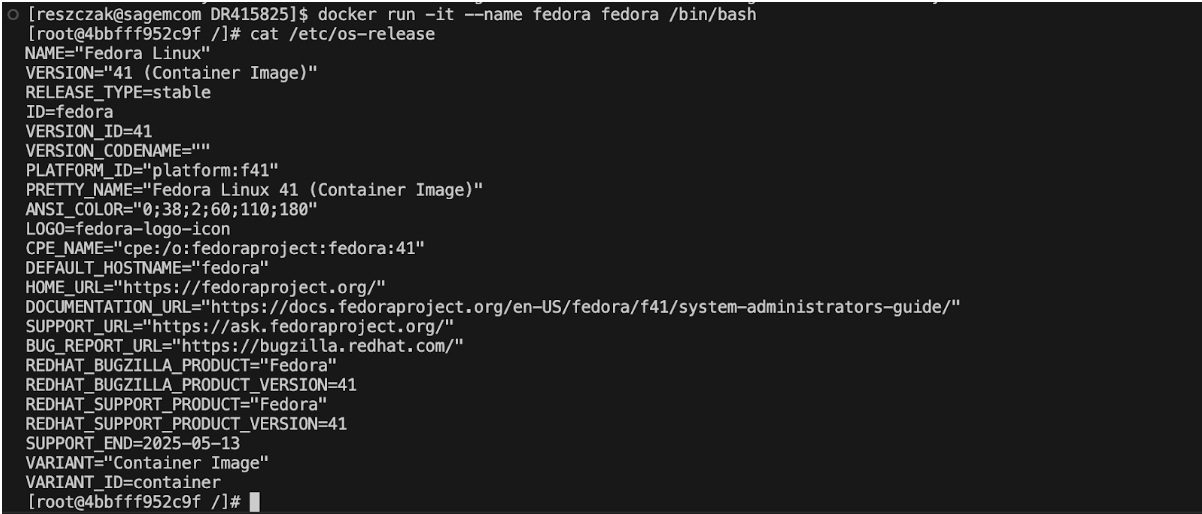 [reszczak@sagemcom DR415825]$ docker run -it --name fedora fedora /bin/bash
[root@4bbfff952c9f /]# cat /etc/os-release
NAME="Fedora Linux"
VERSION="41 (Container Image)"
RELEASE_TYPE=stable
ID=fedora
VERSION_ID=41
VERSION_CODENAME=""
PLATFORM_ID="platform:f41"
PRETTY_NAME="Fedora Linux 41 (Container Image)"
ANSI_COLOR="0;38;2;60;110;180"
LOGO=fedora-logo-icon
CPE_NAME="cpe:/o:fedoraproject:fedora:41"
DEFAULT_HOSTNAME="fedora"
HOME_URL="https://fedoraproject.org/"
DOCUMENTATION_URL="https://docs.fedoraproject.org/en-US/fedora/f41/system-administrators-guide/"
SUPPORT_URL="https://ask.fedoraproject.org/"
BUG_REPORT_URL="https://bugzilla.redhat.com/"
REDHAT_BUGZILLA_PRODUCT="Fedora"
REDHAT_BUGZILLA_PRODUCT_VERSION=41
REDHAT_SUPPORT_PRODUCT="Fedora"
REDHAT_SUPPORT_PRODUCT_VERSION=41
SUPPORT_END=2025-05-13
VARIANT="Container Image"
VARIANT_ID=container
[root@4bbfff952c9f /]#